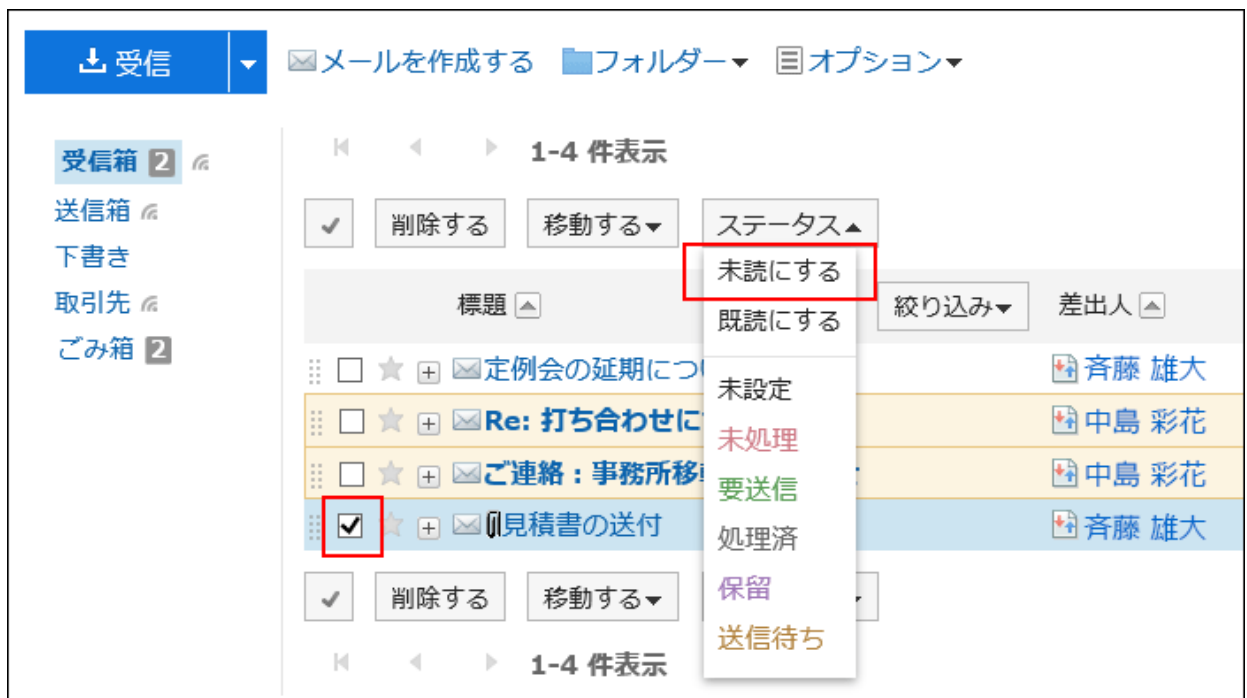 受信 メールを作成する フォルダー オプション
受信箱 2
送信箱
下書き
取引先
ごみ箱 2
1-4 件表示
削除する 移動する ステータス
未読にする
既読にする
未設定
未処理
要送信
処理済
保留
送信待ち
標題 絞り込み 差出人
定例会の延期につ 斉藤 雄大
Re: 打ち合わせに 中島 彩花
ご連絡：事務所移 中島 彩花
見積書の送付 斉藤 雄大
削除する 移動する
1-4 件表示